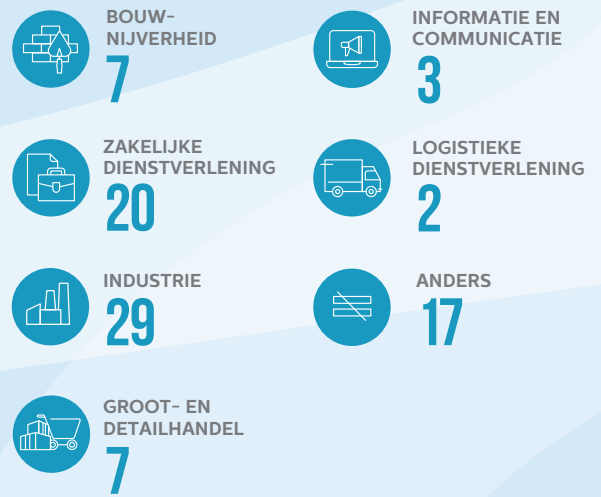 BOUW-
NIJVERHEID
7
ZAKELIJKE
DIENSTVERLENING
20
INDUSTRIE
29
GROOT- EN
DETAILHANDEL
7
INFORMATIE EN
COMMUNICATIE
3
LOGISTIEKE
DIENSTVERLENING
2
ANDERS
17